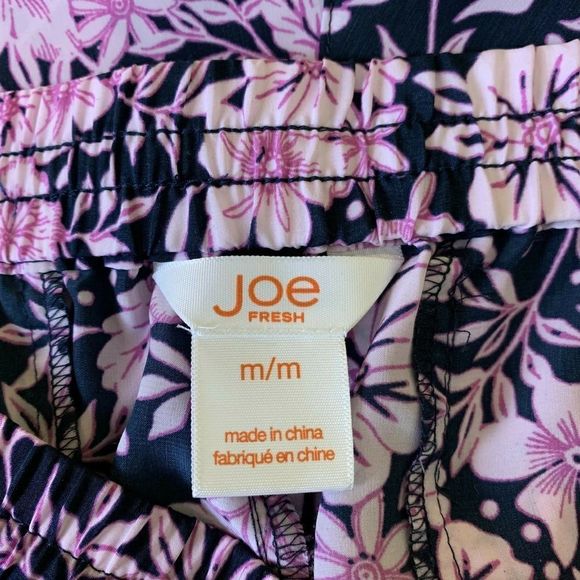 Joe
FRESH
m/m
made in china
fabriqué en chine